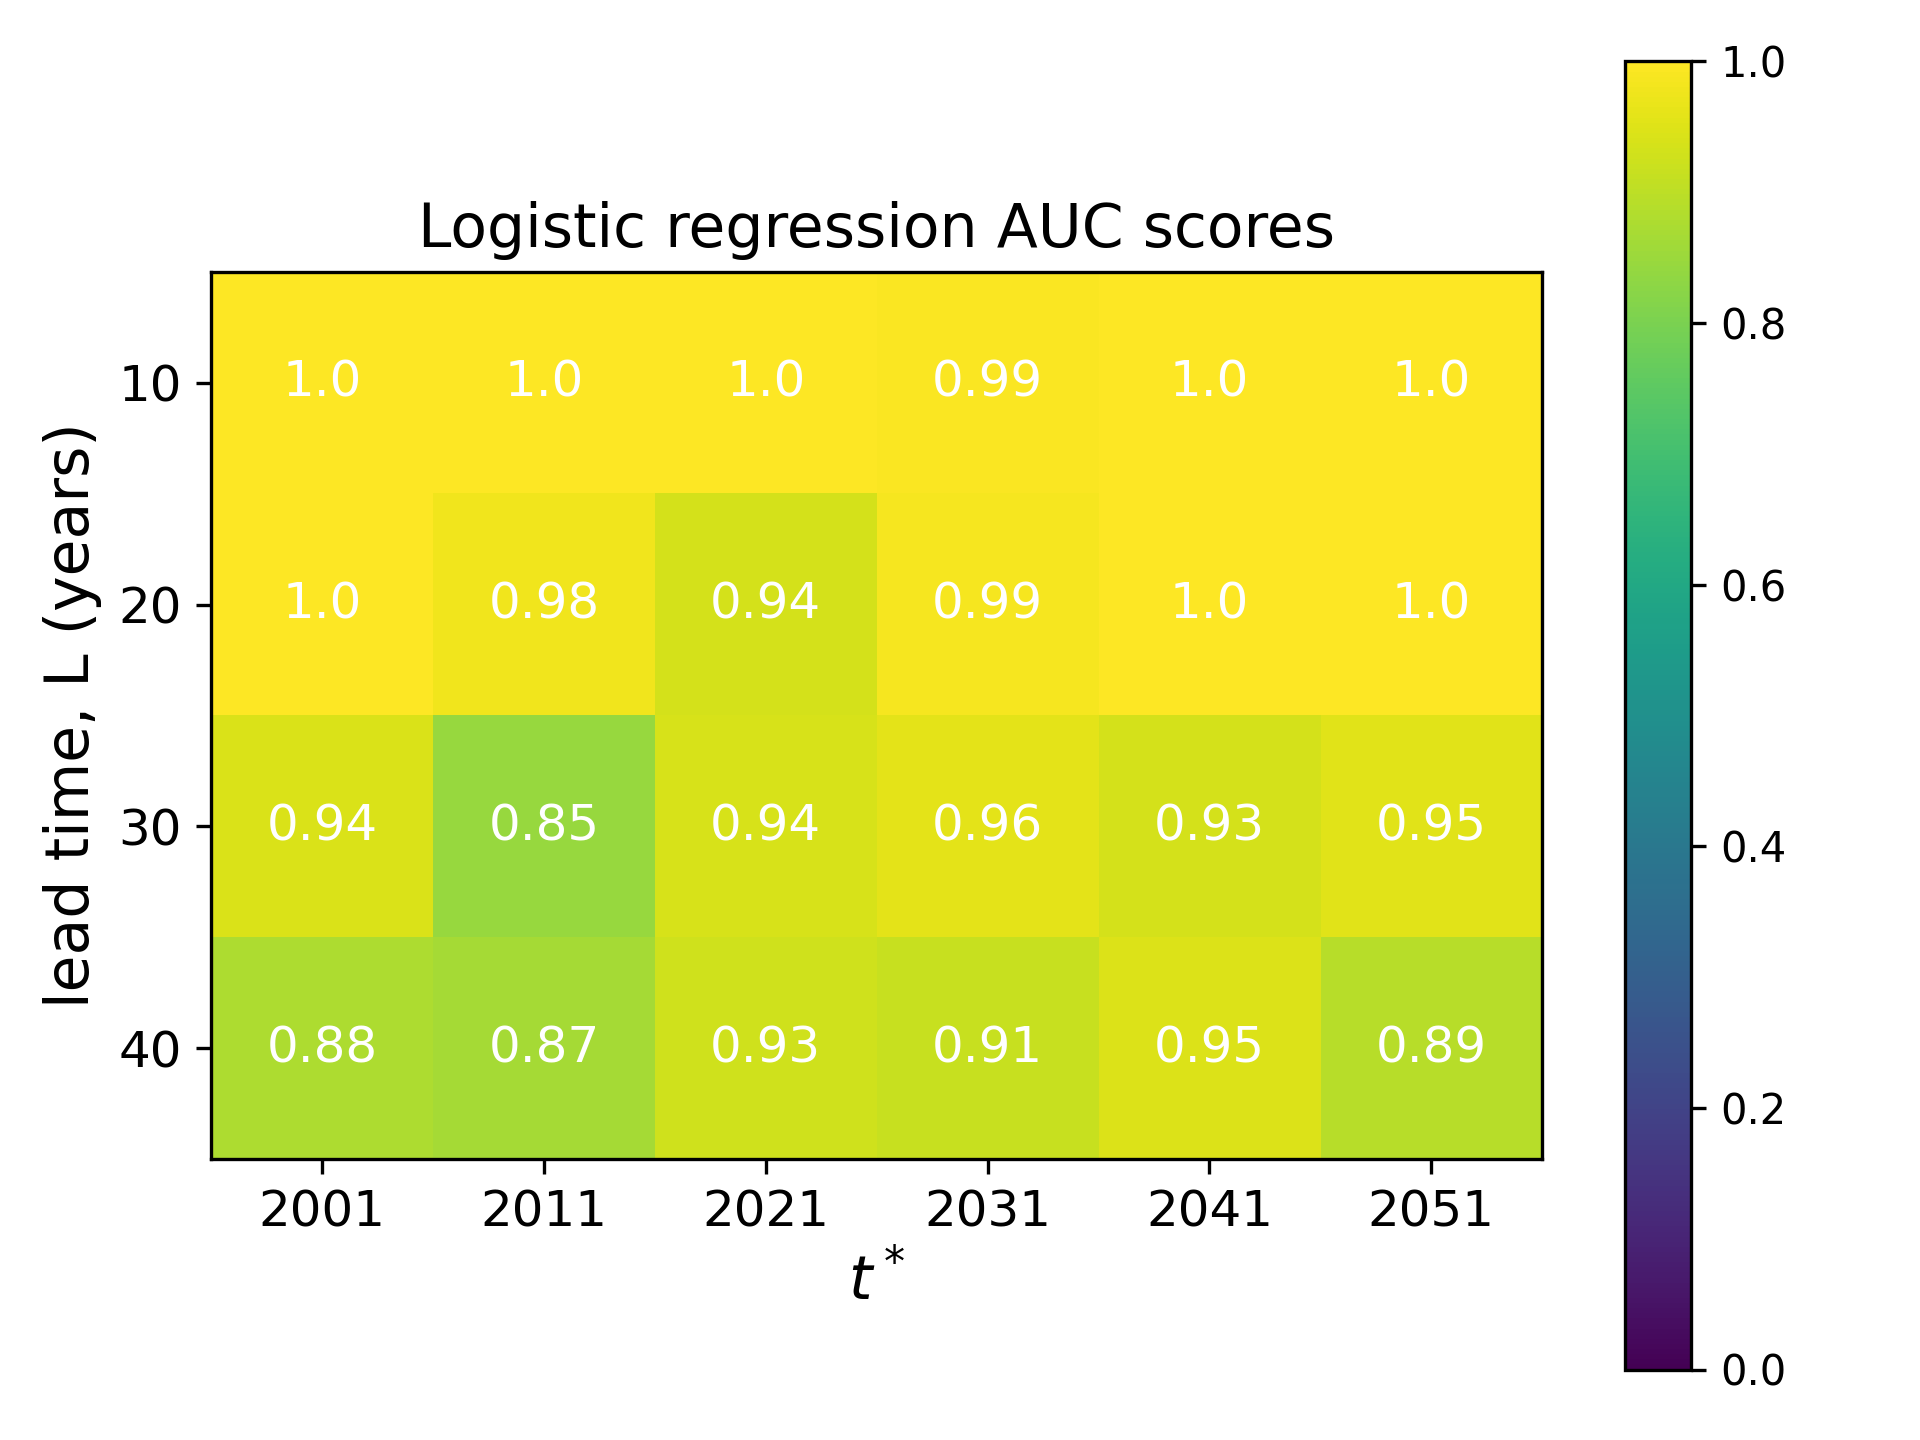 Logistic regression AUC scores
lead time, L (years)
10 1.0 1.0 1.0 0.99 1.0 1.0
20 1.0 0.98 0.94 0.99 1.0 1.0
30 0.94 0.85 0.94 0.96 0.93 0.95
40 0.88 0.87 0.93 0.91 0.95 0.89
2001 2011 2021 2031 2041 2051
t*
1.0
0.8
0.6
0.4
0.2
0.0